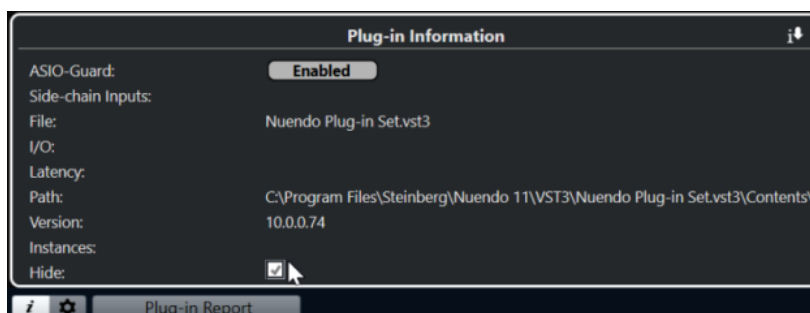 Plug-in Information
ASIO-Guard: Enabled
Side-chain Inputs:
File: Nuendo Plug-in Set.vst3
I/O:
Latency:
Path: C:\Program Files\Steinberg\Nuendo 11\VST3\Nuendo Plug-in Set.vst3\Contents\
Version: 10.0.0.74
Instances:
Hide:
i Plug-in Report